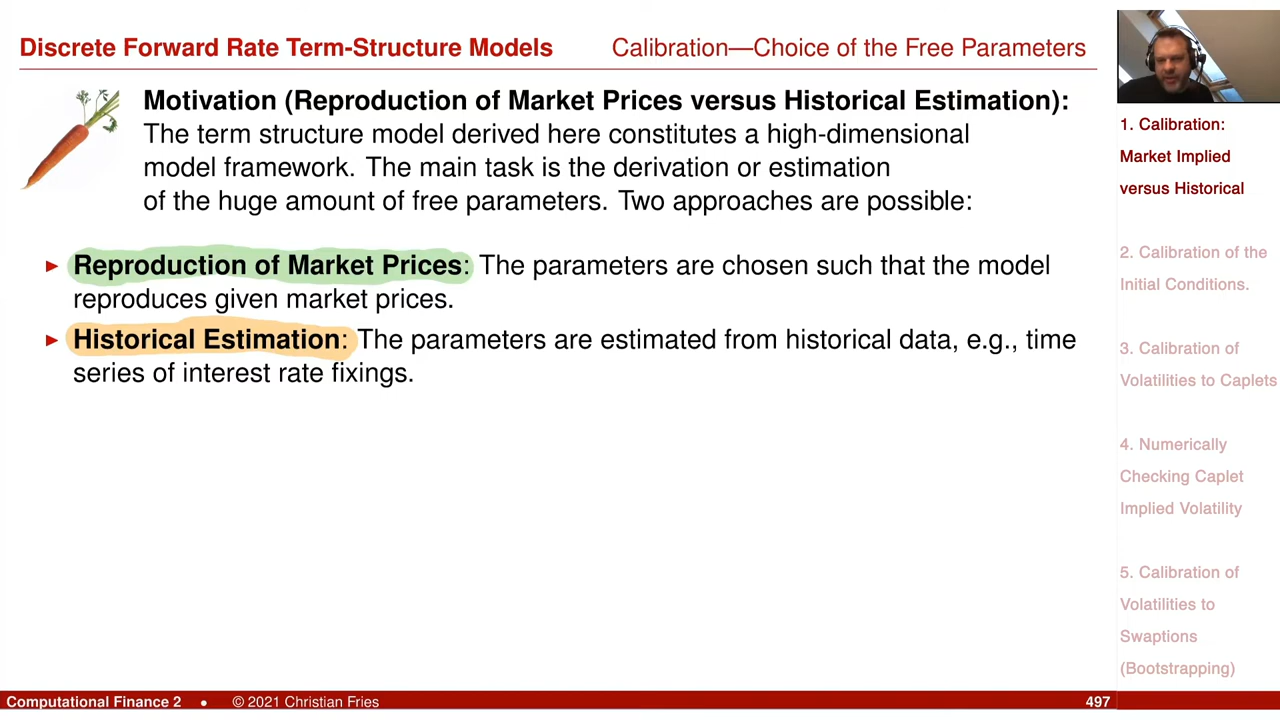 Discrete Forward Rate Term-Structure Models
Calibration—Choice of the Free Parameters
Motivation (Reproduction of Market Prices versus Historical Estimation):
The term structure model derived here constitutes a high-dimensional
model framework. The main task is the derivation or estimation
of the huge amount of free parameters. Two approaches are possible:
▶ Reproduction of Market Prices: The parameters are chosen such that the model
reproduces given market prices.
▶ Historical Estimation: The parameters are estimated from historical data, e.g., time
series of interest rate fixings.
1. Calibration:
Market Implied
versus Historical
2. Calibration of the
Initial Conditions.
3. Calibration of
Volatilities to Caplets
4. Numerically
Checking Caplet
Implied Volatility
5. Calibration of
Volatilities to
Swaptions
(Bootstrapping)
Computational Finance 2 • © 2021 Christian Fries
497